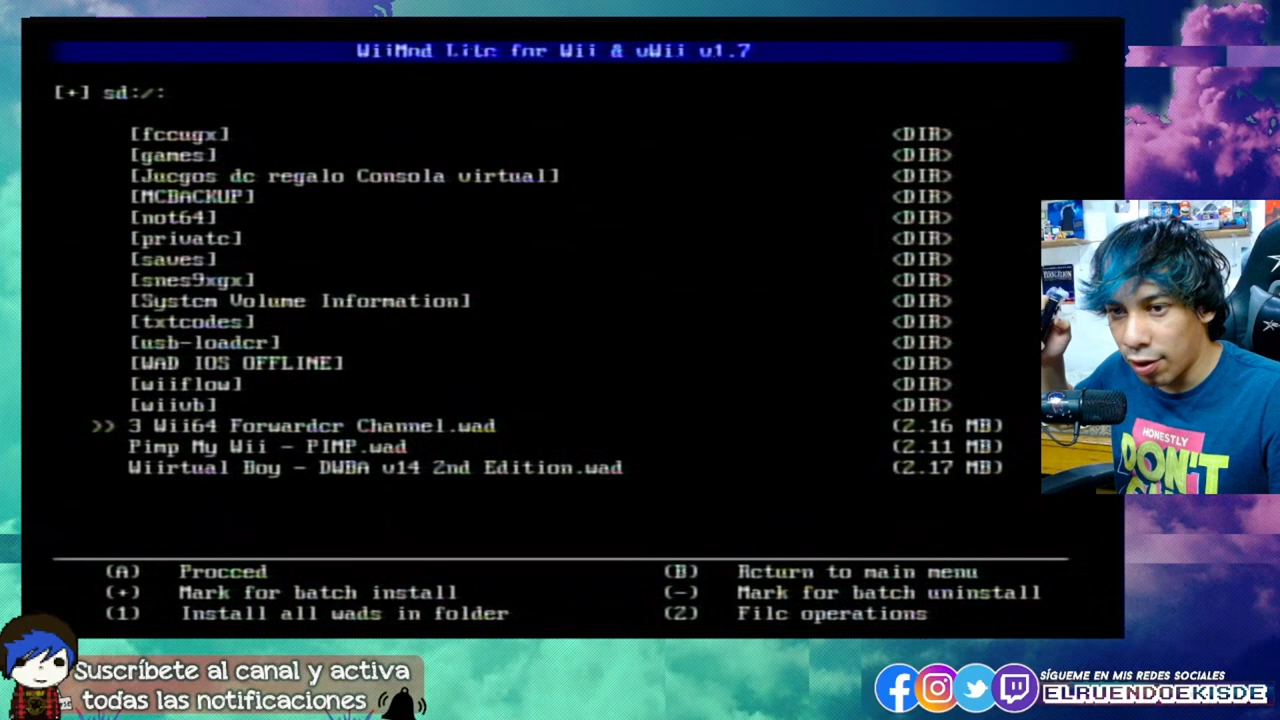 WiiMod Lite for Wii & vWii v1.7
[+] sd:/:
[fceugx] <DIR>
[games] <DIR>
[Juegos de regalo Consola virtual] <DIR>
[MCBACKUP] <DIR>
[not64] <DIR>
[private] <DIR>
[saves] <DIR>
[snes9xgx] <DIR>
[System Volume Information] <DIR>
[txtcodes] <DIR>
[usb-loader] <DIR>
[WAD IOS OFFLINE] <DIR>
[wiiflow] <DIR>
[wiivb] <DIR>
>> 3 Wii64 Forwarder Channel.wad (2.16 MB)
Pimp My Wii - PIMP.wad (2.11 MB)
Wiirtual Boy - DWBA v14 2nd Edition.wad (2.17 MB)
(A) Proceed (B) Return to main menu
(+) Mark for batch install (-) Mark for batch uninstall
(1) Install all wads in folder (2) File operations
HONESTLY
DON'T
Suscríbete al canal y activa
todas las notificaciones
SÍGUEME EN MIS REDES SOCIALES
ELRUENDOEKISDE